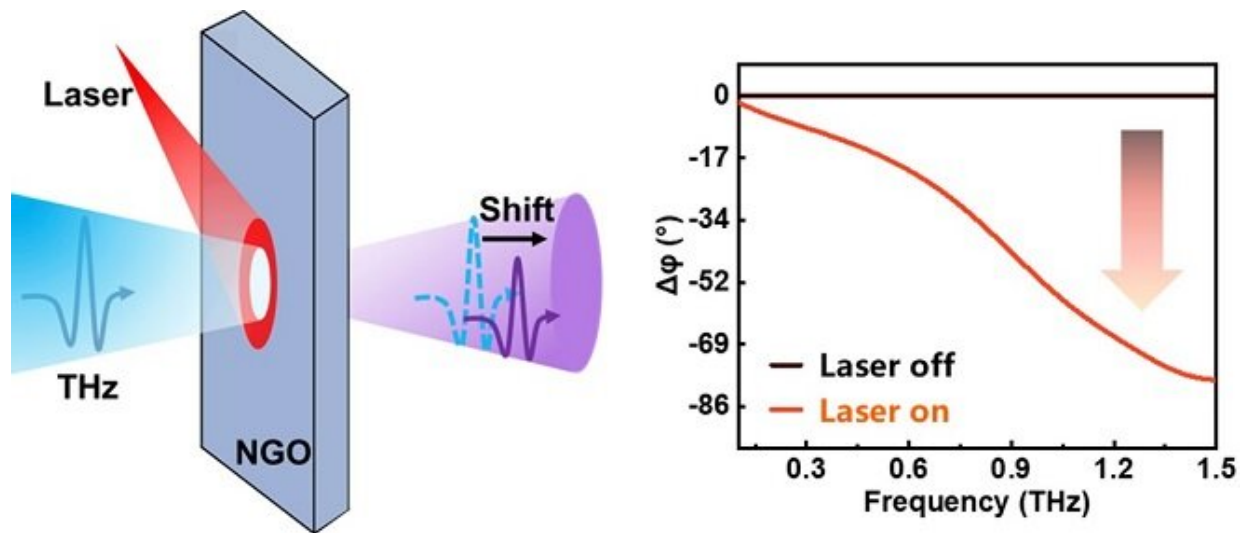 Laser
Shift
THz
NGO
Δφ (°)
0
-17
-34
-52
-69
-86
Laser off
Laser on
0.3 0.6 0.9 1.2 1.5
Frequency (THz)